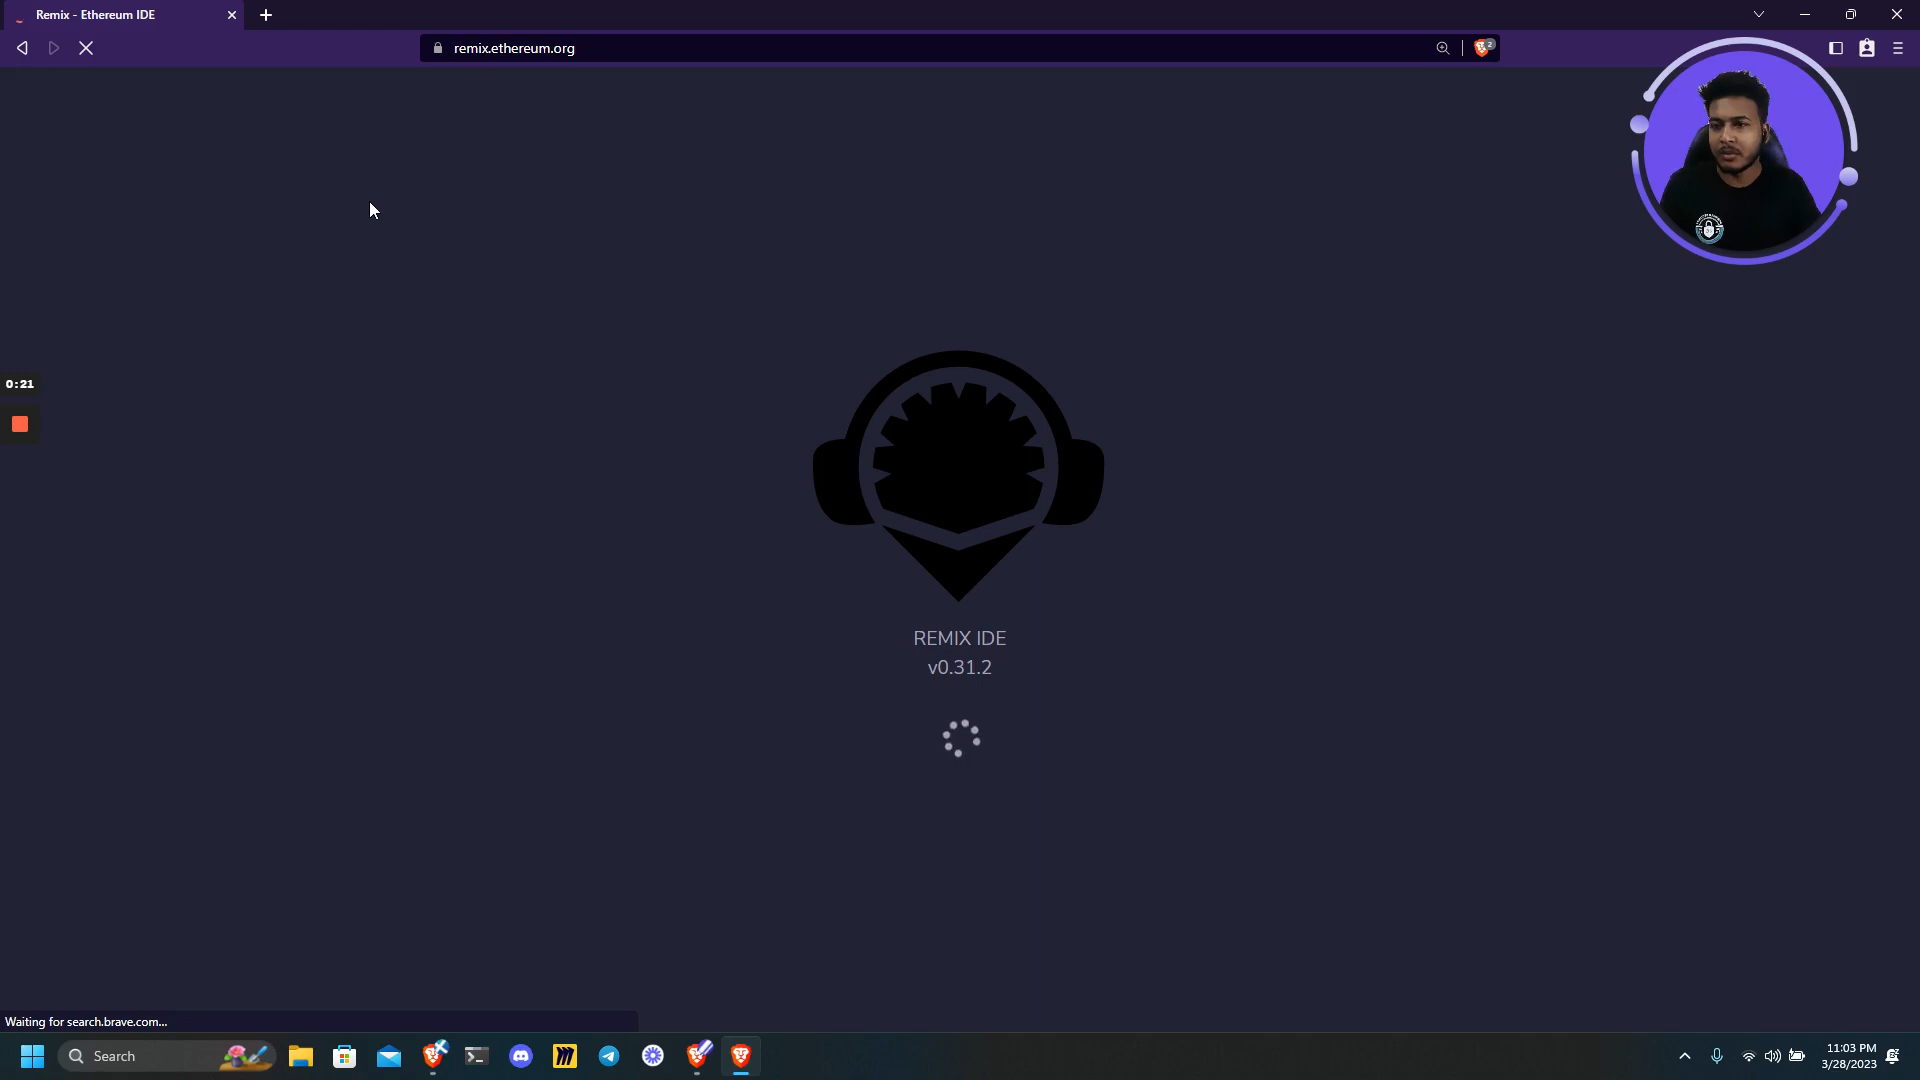 Remix - Ethereum IDE
remix.ethereum.org
2
0:21
REMIX IDE
v0.31.2
Waiting for search.brave.com...
Search
11:03 PM
3/28/2023